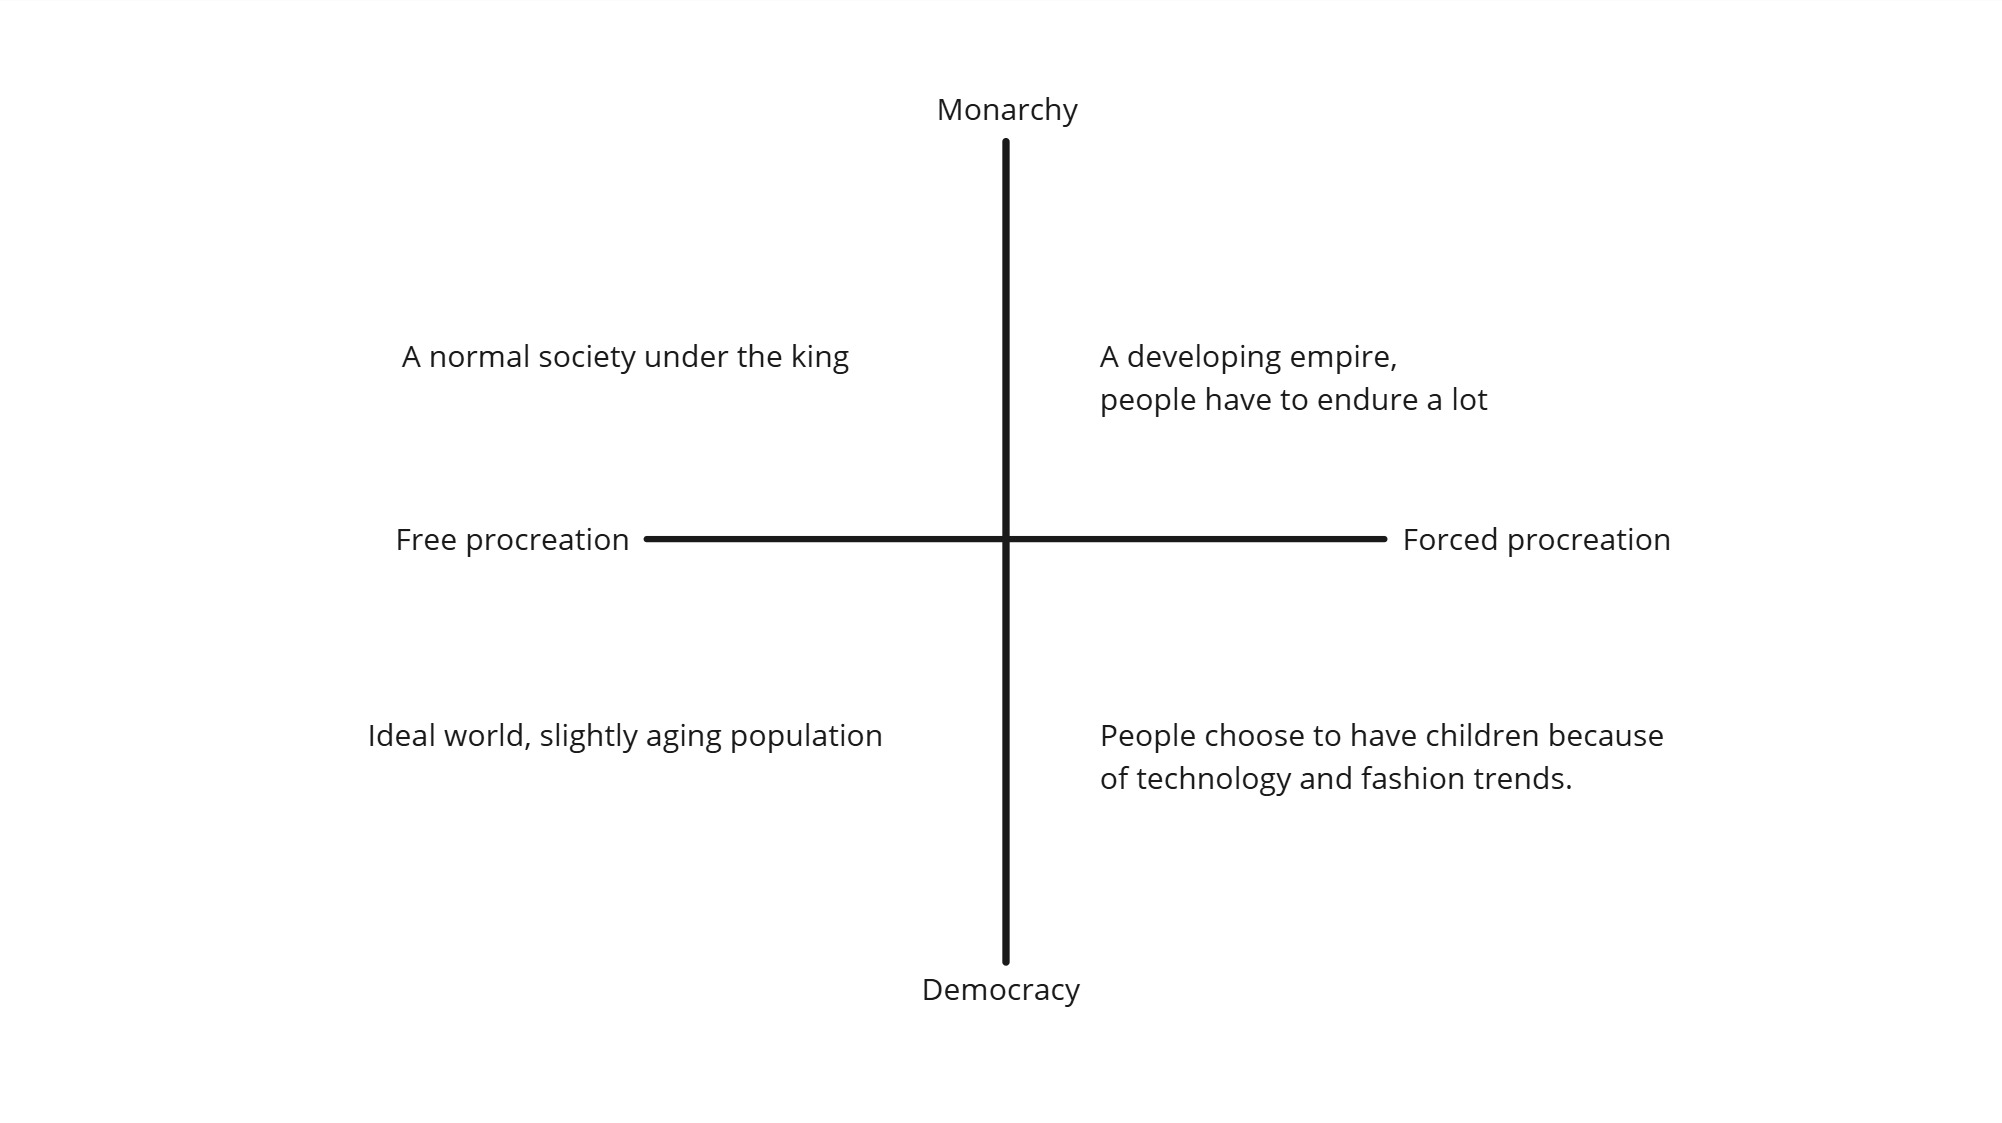 Monarchy
A normal society under the king
A developing empire,
people have to endure a lot
Free procreation
Forced procreation
Ideal world, slightly aging population
People choose to have children because
of technology and fashion trends.
Democracy